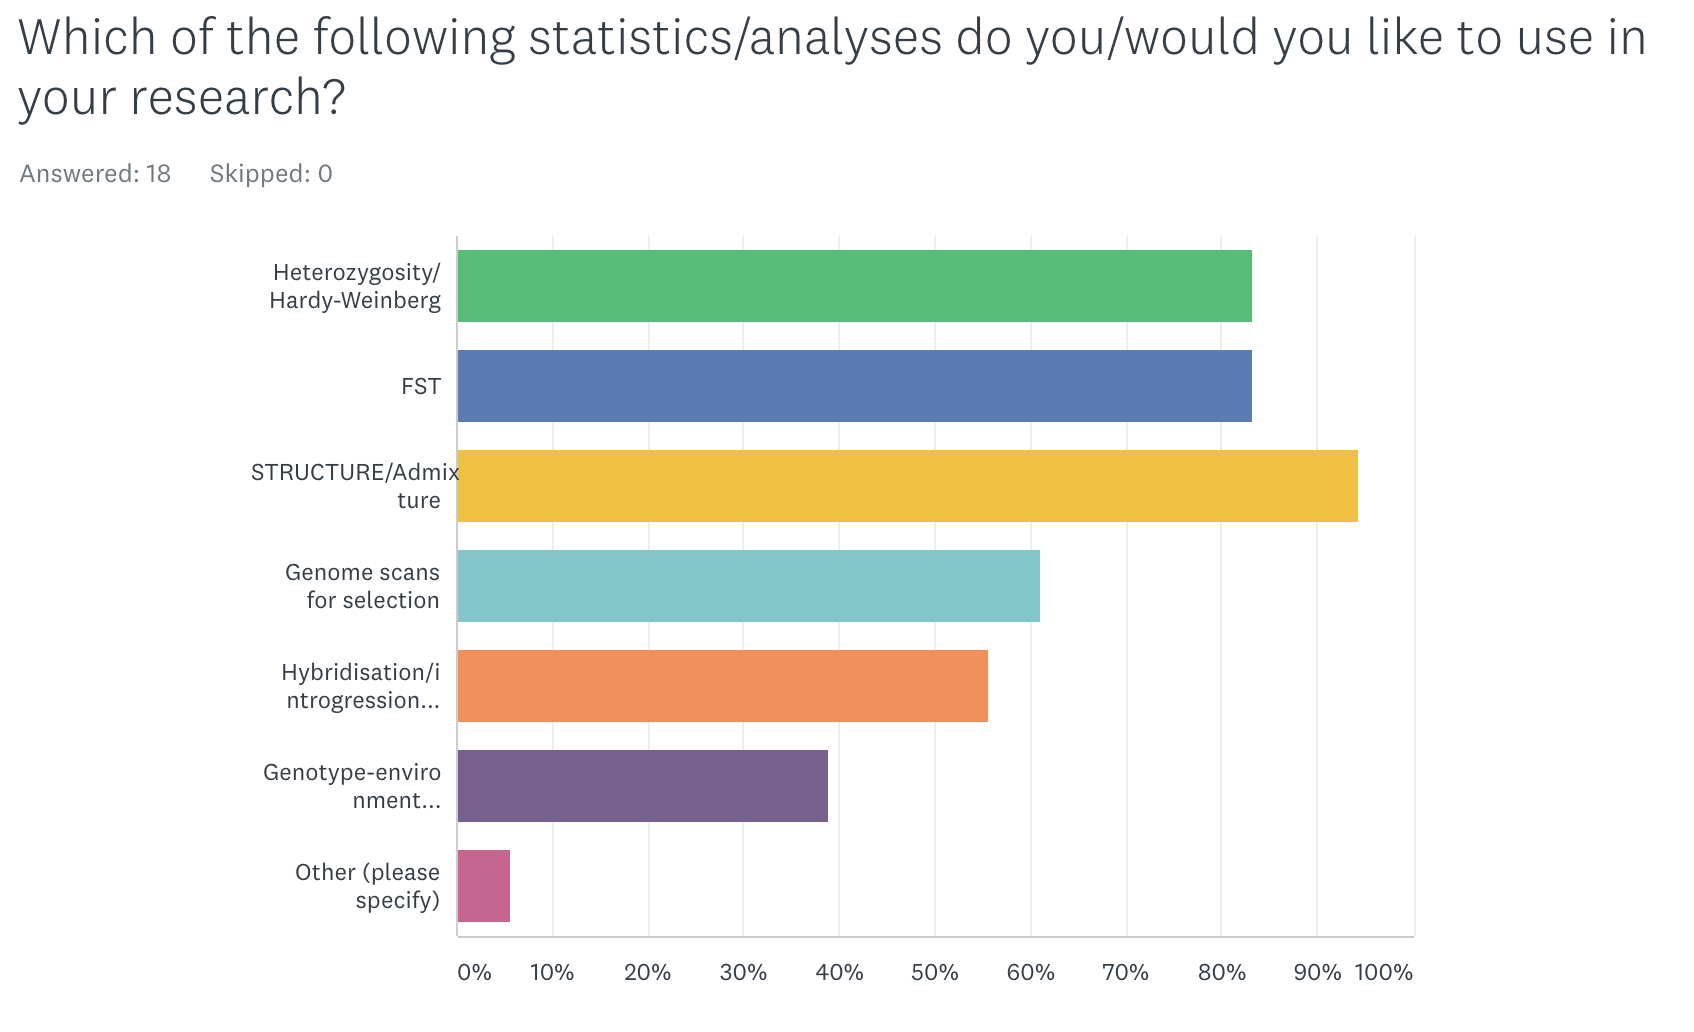 Which of the following statistics/analyses do you/would you like to use in
your research?
Answered: 18 Skipped: 0
Heterozygosity/
Hardy-Weinberg
FST
STRUCTURE/Admix
ture
Genome scans
for selection
Hybridisation/i
ntrogression...
Genotype-enviro
nment...
Other (please
specify)
0% 10% 20% 30% 40% 50% 60% 70% 80% 90% 100%